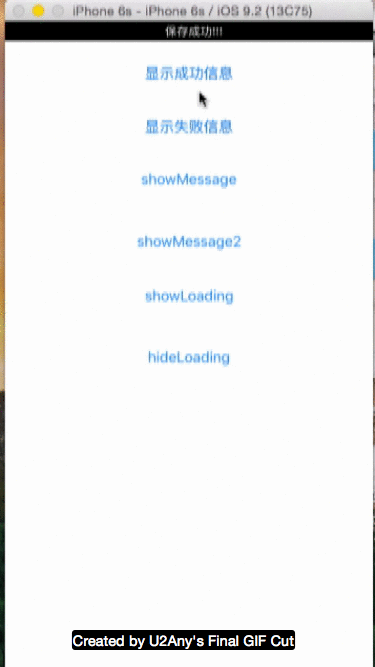 iPhone 6s - iPhone 6s / iOS 9.2 (13C75)
保存成功!!!
显示成功信息
显示失败信息
showMessage
showMessage2
showLoading
hideLoading
Created by U2Any's Final GIF Cut